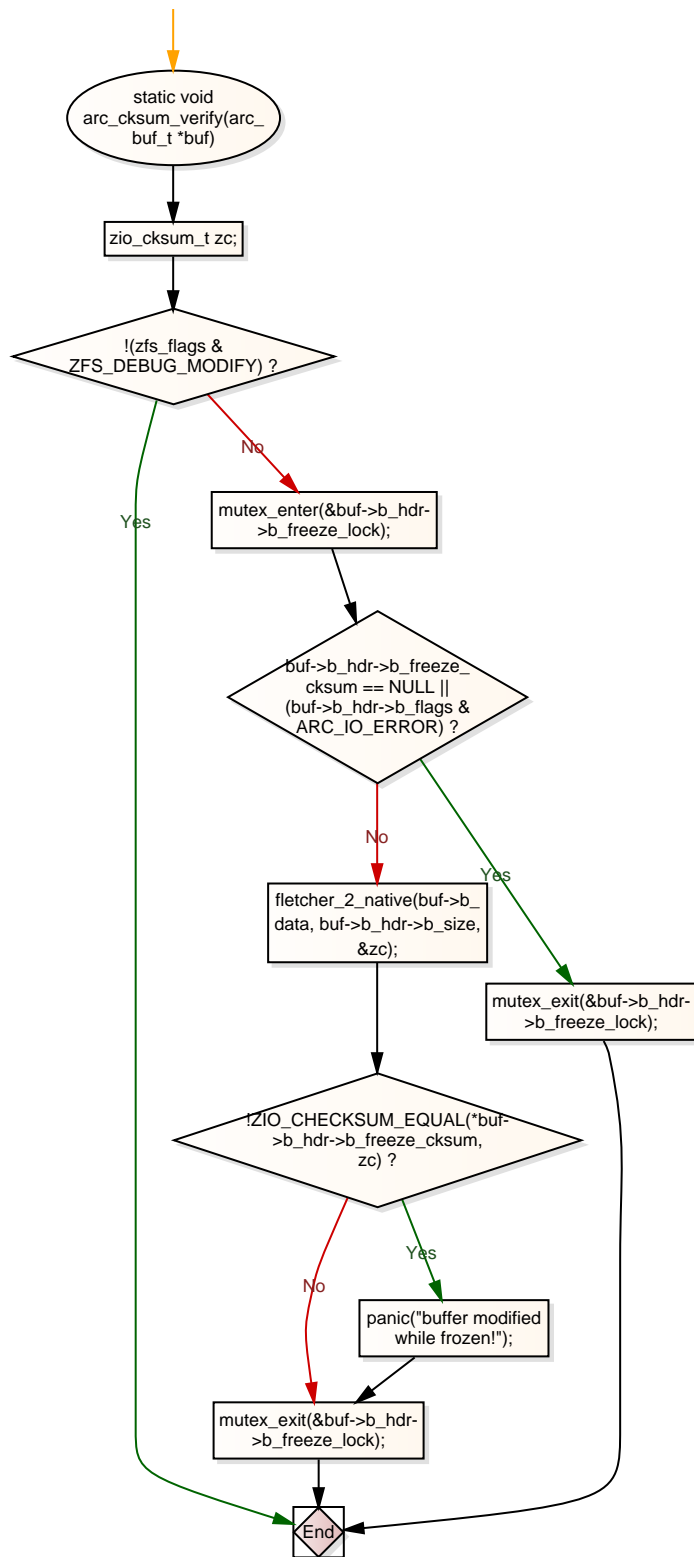 static void
arc_cksum_verify(arc_
buf_t *buf)
zio_cksum_t zc;
!(zfs_flags &
ZFS_DEBUG_MODIFY) ?
No
Yes
mutex_enter(&buf->b_hdr-
>b_freeze_lock);
buf->b_hdr->b_freeze_
cksum == NULL ||
(buf->b_hdr->b_flags &
ARC_IO_ERROR) ?
No
Yes
fletcher_2_native(buf->b_
data, buf->b_hdr->b_size,
&zc);
mutex_exit(&buf->b_hdr-
>b_freeze_lock);
!ZIO_CHECKSUM_EQUAL(*buf-
>b_hdr->b_freeze_cksum,
zc) ?
Yes
No
panic("buffer modified
while frozen!");
mutex_exit(&buf->b_hdr-
>b_freeze_lock);
End